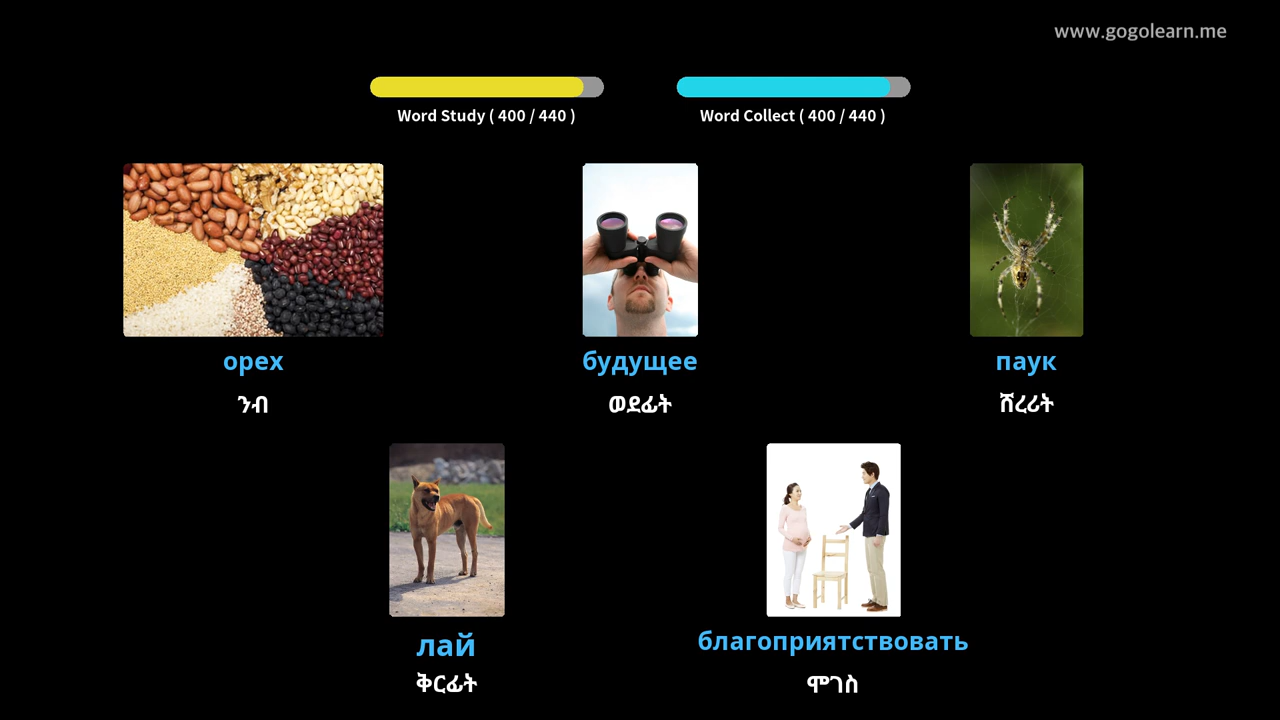 www.gogolearn.me
Word Study ( 400 / 440 )
Word Collect ( 400 / 440 )
орех
будущее
паук
ንብ
ወደፊት
ሸረሪት
лай
благоприятствовать
ቅርፊት
ሞገስ